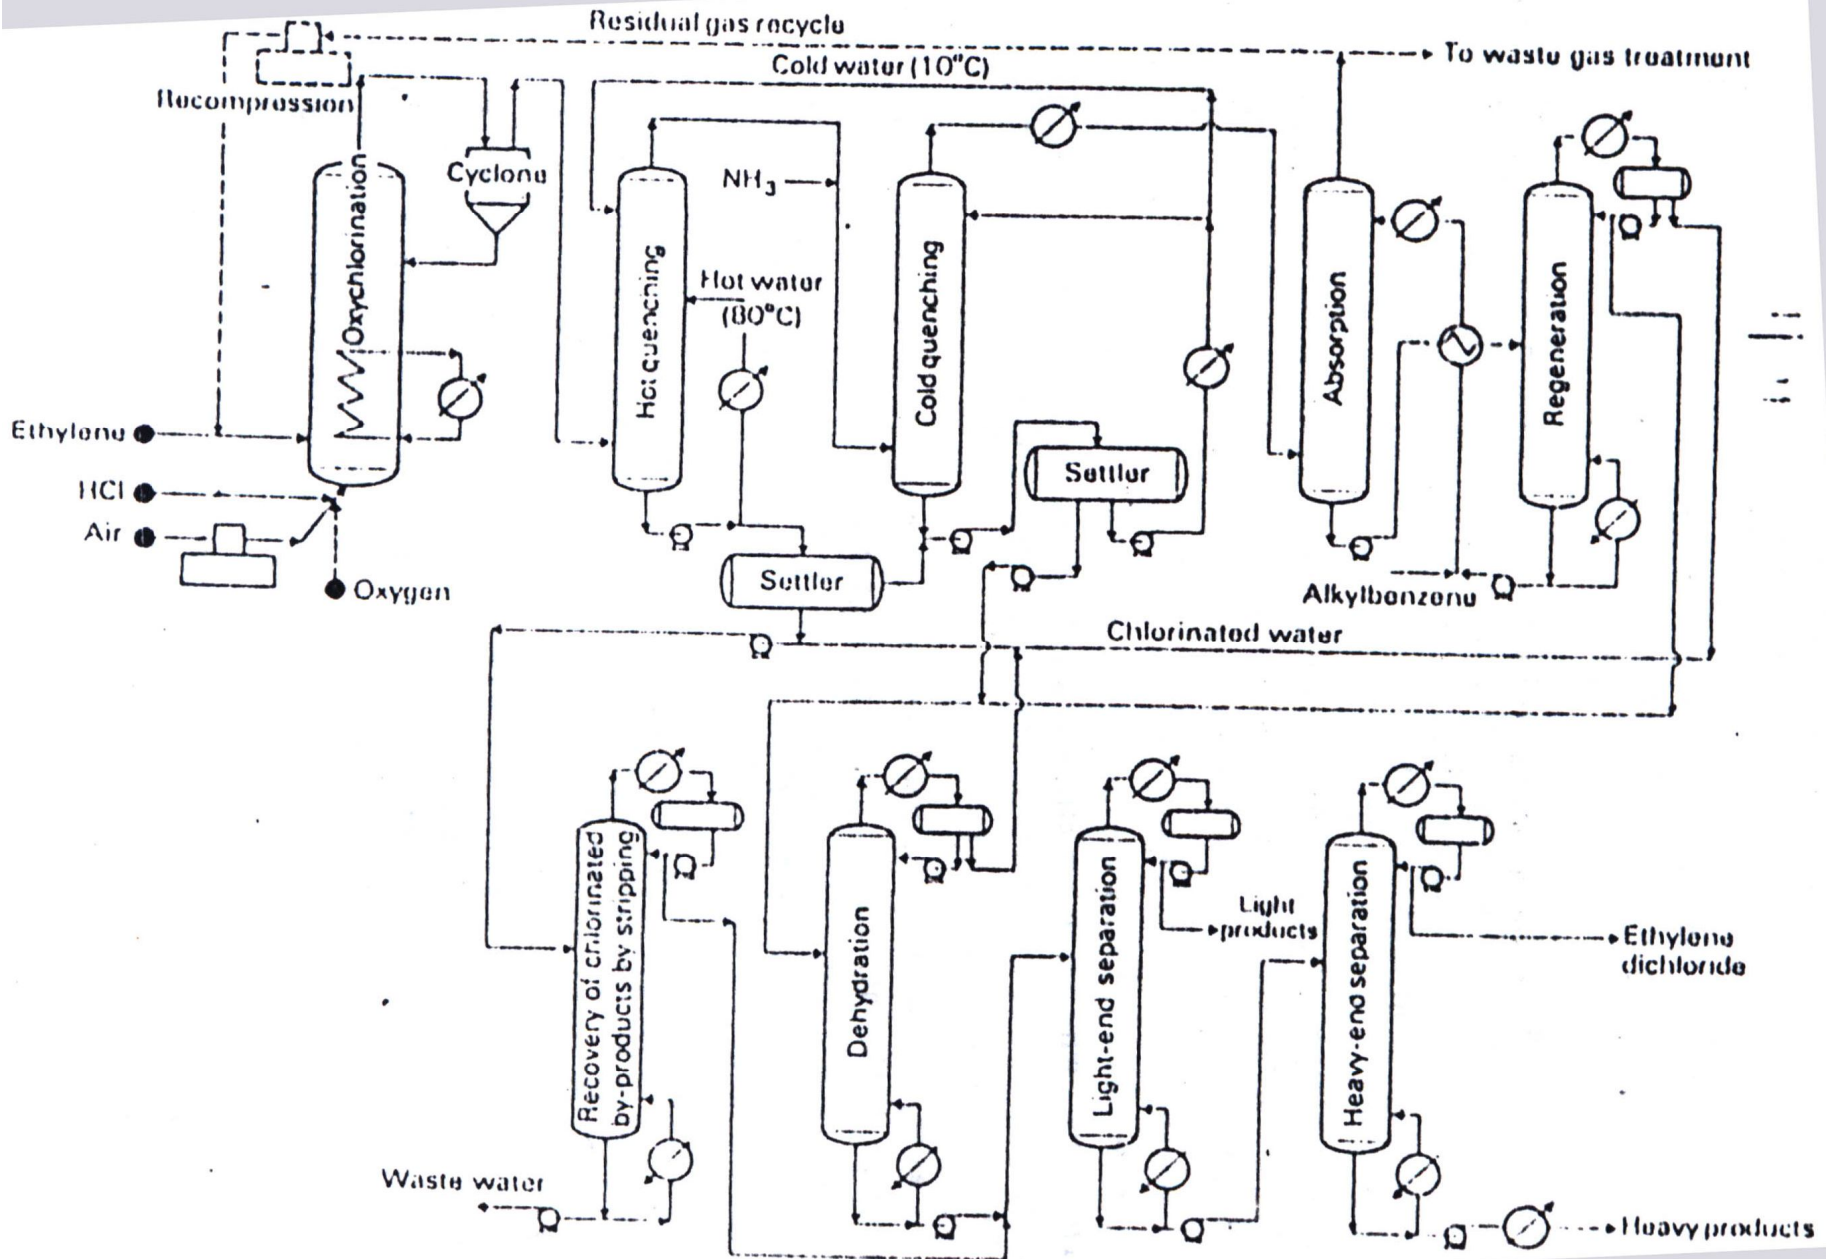 Residual gas recycle
To waste gas treatment
Cold water (10°C)
Recompression
Oxychlorination
Cyclone
NH3
Hot quenching
Hot water
(80°C)
Cold quenching
Absorption
Regeneration
Ethylene
HCl
Air
Oxygen
Settler
Settler
Alkylbenzene
Chlorinated water
Recovery of chlorinated
by-products by stripping
Dehydration
Light-end separation
Light
products
Heavy-end separation
Ethylene
dichloride
Waste water
Heavy products